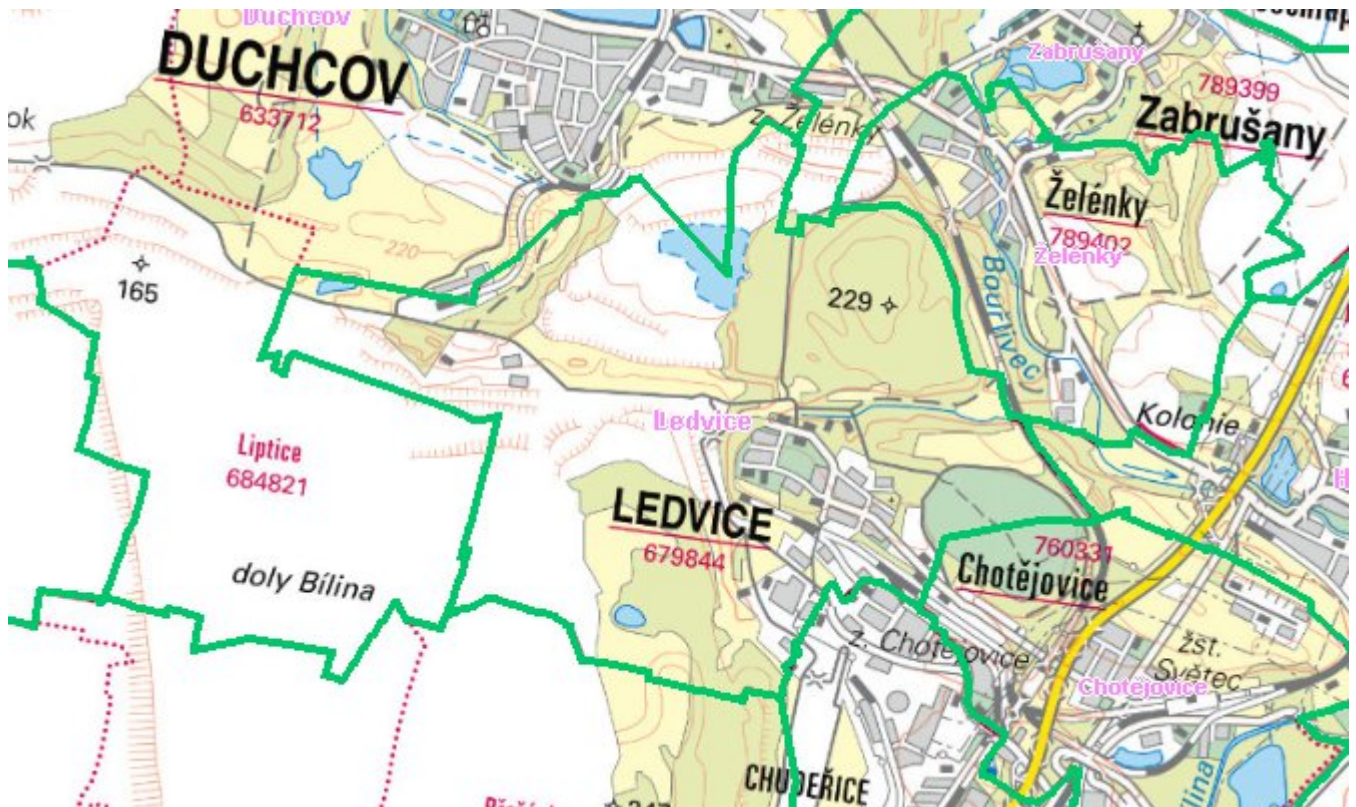 Duchcov
DUCHCOV
633712
ok
Zabrušany
789399
Zabrušany
z. Želénky
Želénky
789402
Želénky
220
165
229
Bouřlivec
Kolonie
Ledvice
Liptice
684821
LEDVICE
679844
760331
Chotějovice
doly Bílina
z. Chotějovice
žst.
Světec
Chotějovice
CHUDEŘICE